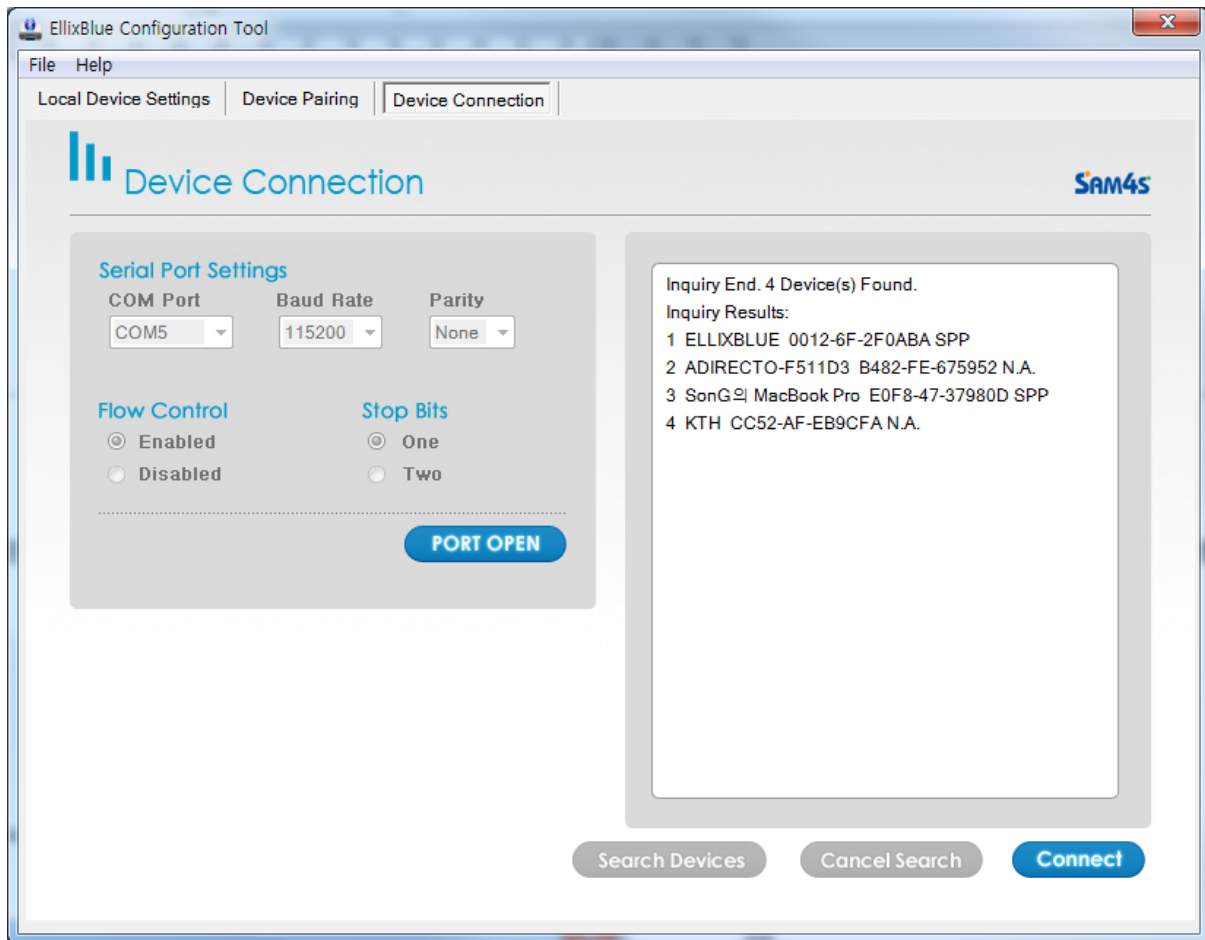 EllixBlue Configuration Tool
File Help
Local Device Settings Device Pairing Device Connection
Device Connection
SAM4S
Serial Port Settings
COM Port Baud Rate Parity
COM5 115200 None
Flow Control Stop Bits
Enabled One
Disabled Two
PORT OPEN
Inquiry End. 4 Device(s) Found.
Inquiry Results:
1 ELLIXBLUE 0012-6F-2F0ABA SPP
2 ADIRECTO-F511D3 B482-FE-675952 N.A.
3 SonG의 MacBook Pro E0F8-47-37980D SPP
4 KTH CC52-AF-EB9CFA N.A.
Search Devices Cancel Search Connect